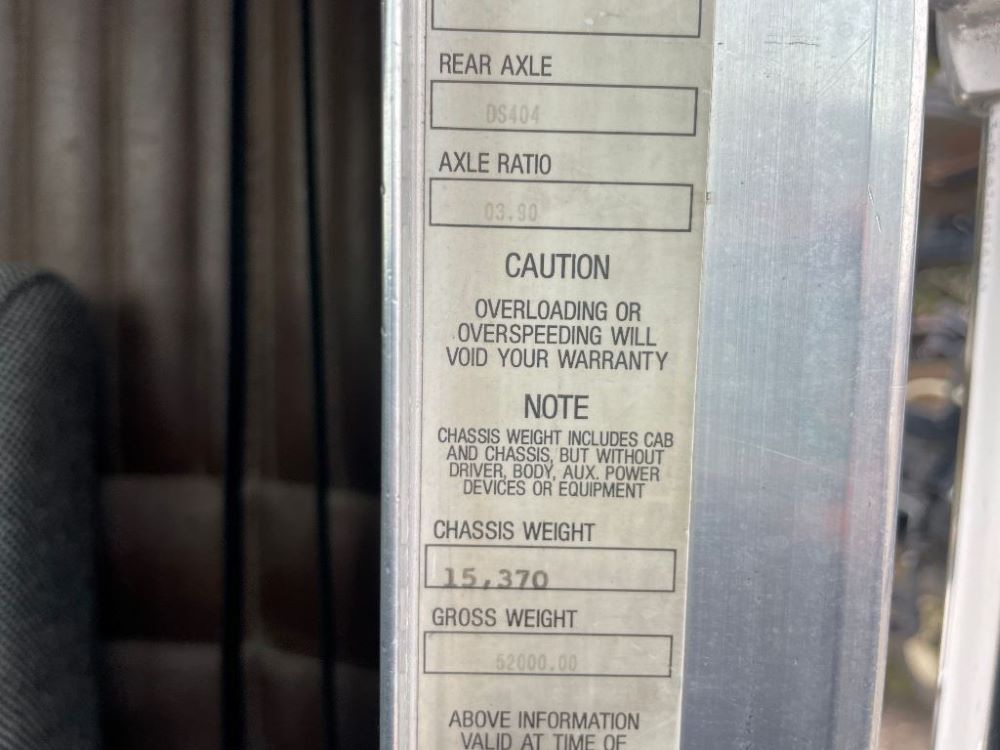 REAR AXLE
DS404
AXLE RATIO
03.90
CAUTION
OVERLOADING OR
OVERSPEEDING WILL
VOID YOUR WARRANTY
NOTE
CHASSIS WEIGHT INCLUDES CAB
AND CHASSIS, BUT WITHOUT
DRIVER, BODY, AUX. POWER
DEVICES OR EQUIPMENT
CHASSIS WEIGHT
15,370
GROSS WEIGHT
52000.00
ABOVE INFORMATION
VALID AT TIME OF